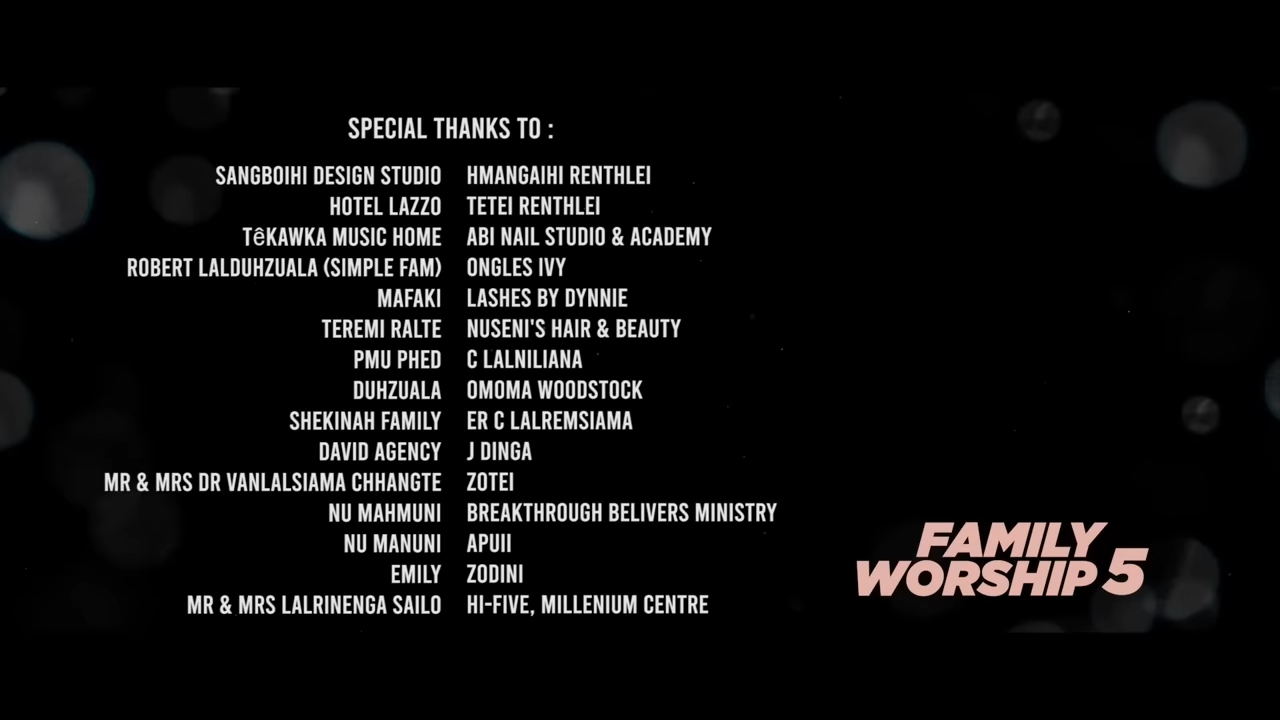 SPECIAL THANKS TO :
SANGBOIHI DESIGN STUDIO HMANGAIHI RENTHLEI
HOTEL LAZZO TETEI RENTHLEI
TêKAWKA MUSIC HOME ABI NAIL STUDIO & ACADEMY
ROBERT LALDUHZUALA (SIMPLE FAM) ONGLES IVY
MAFAKI LASHES BY DYNNIE
TEREMI RALTE NUSENI'S HAIR & BEAUTY
PMU PHED C LALNILIANA
DUHZUALA OMOMA WOODSTOCK
SHEKINAH FAMILY ER C LALREMSIAMA
DAVID AGENCY J DINGA
MR & MRS DR VANLALSIAMA CHHANGTE ZOTEI
NU MAHMUNI BREAKTHROUGH BELIVERS MINISTRY
NU MANUNI APUII
EMILY ZODINI
MR & MRS LALRINENGA SAILO HI-FIVE, MILLENIUM CENTRE
FAMILY
WORSHIP 5